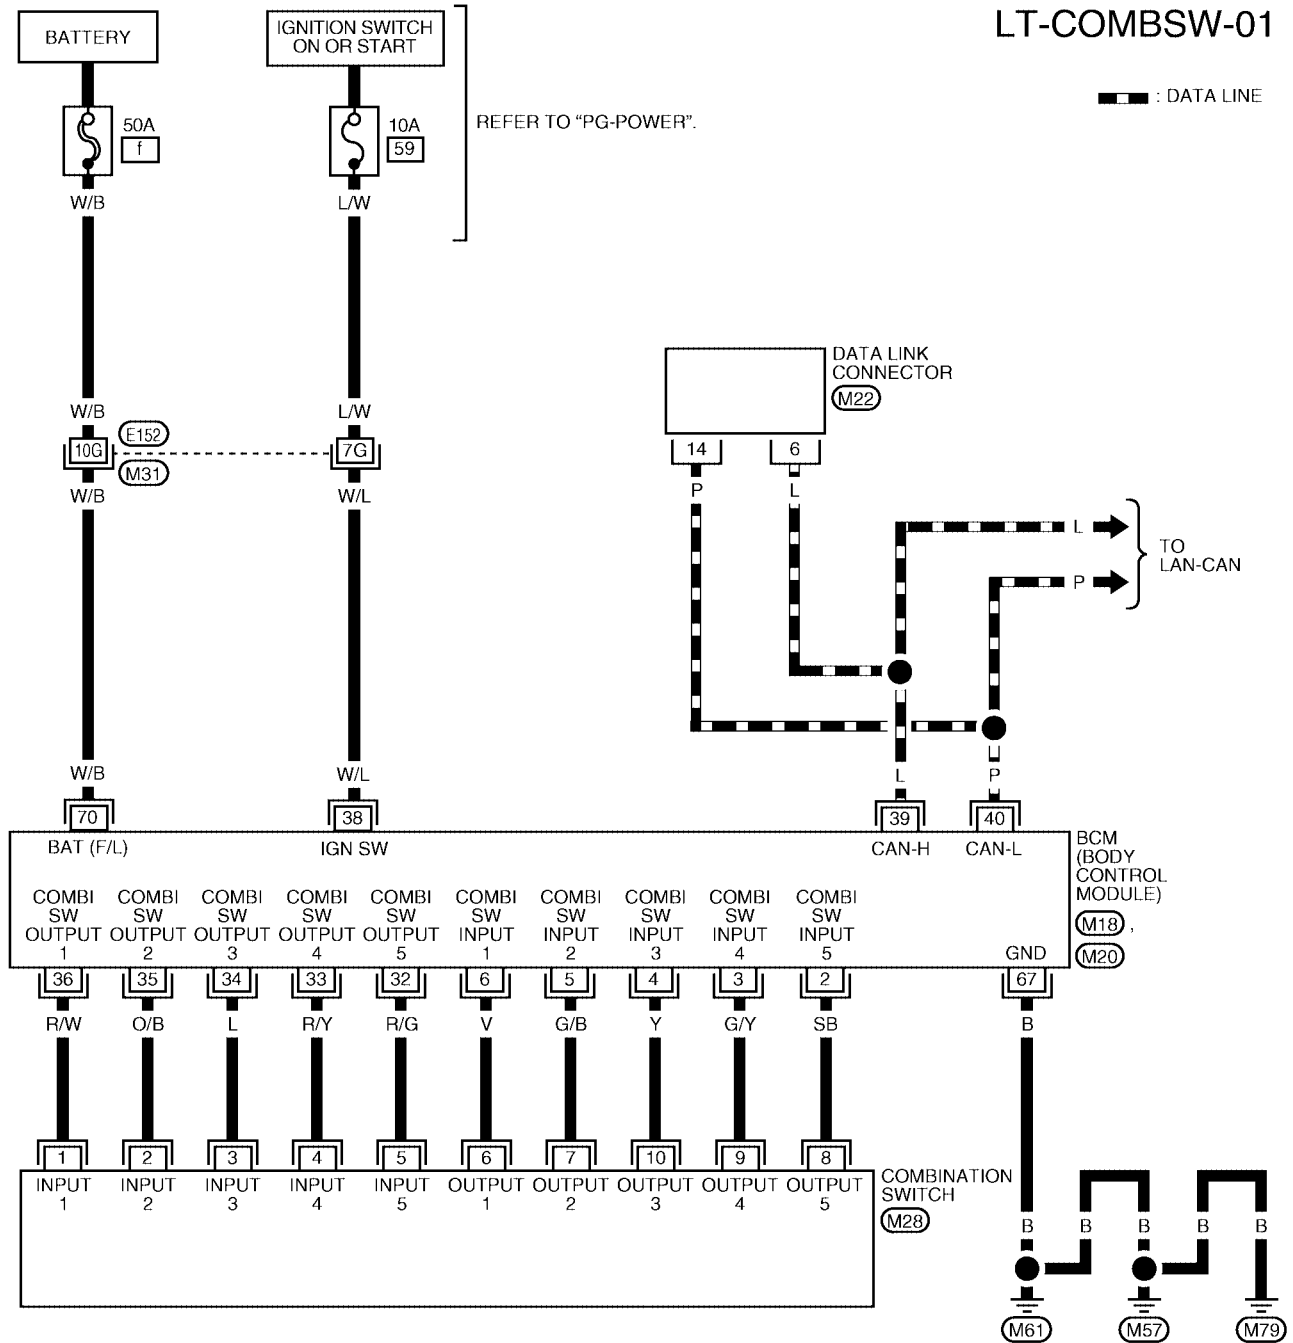 LT-COMBSW-01
BATTERY
IGNITION SWITCH
ON OR START
: DATA LINE
50A
f
10A
59
REFER TO “PG-POWER”.
W/B
L/W
DATA LINK
CONNECTOR
M22
W/B
L/W
10G
E152
M31
7G
14
6
W/B
W/L
P
L
L
P
TO
LAN-CAN
W/B
W/L
L
P
70
38
39
40
BAT (F/L)
IGN SW
CAN-H
CAN-L
BCM
(BODY
CONTROL
MODULE)
M18 ,
M20
COMBI
SW
OUTPUT
1
COMBI
SW
OUTPUT
2
COMBI
SW
OUTPUT
3
COMBI
SW
OUTPUT
4
COMBI
SW
OUTPUT
5
COMBI
SW
INPUT
1
COMBI
SW
INPUT
2
COMBI
SW
INPUT
3
COMBI
SW
INPUT
4
COMBI
SW
INPUT
5
GND
36
35
34
33
32
6
5
4
3
2
67
R/W
O/B
L
R/Y
R/G
V
G/B
Y
G/Y
SB
B
1
2
3
4
5
6
7
10
9
8
INPUT
1
INPUT
2
INPUT
3
INPUT
4
INPUT
5
OUTPUT
1
OUTPUT
2
OUTPUT
3
OUTPUT
4
OUTPUT
5
COMBINATION
SWITCH
M28
B
B
B
B
B
M61
M57
M79